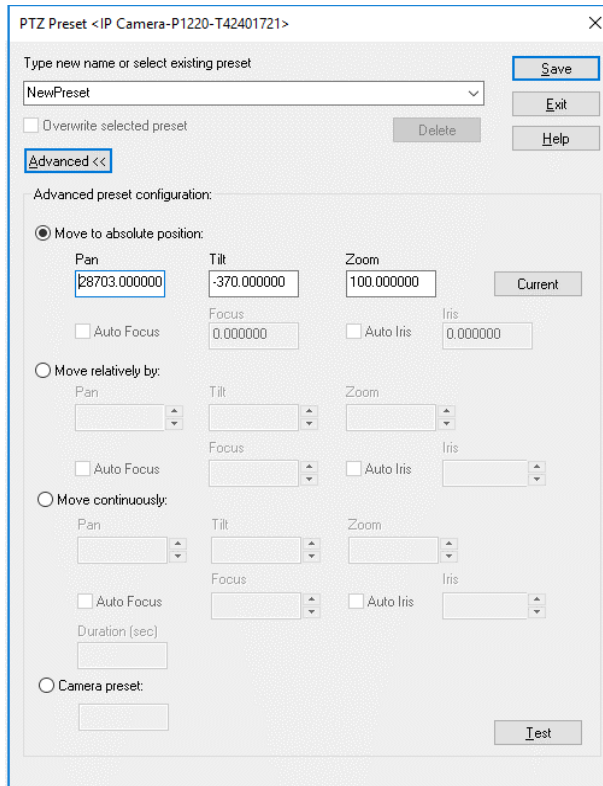 PTZ Preset <IP Camera-P1220-T42401721>
Type new name or select existing preset
Save
NewPreset
Exit
Overwrite selected preset
Delete
Help
Advanced <<
Advanced preset configuration:
Move to absolute position:
Pan Tilt Zoom
28703.000000 -370.000000 100.000000 Current
Focus Iris
Auto Focus 0.000000 Auto Iris 0.000000
Move relatively by:
Pan Tilt Zoom
Focus Iris
Auto Focus Auto Iris
Move continuously:
Pan Tilt Zoom
Focus Iris
Auto Focus Auto Iris
Duration (sec)
Camera preset:
Test